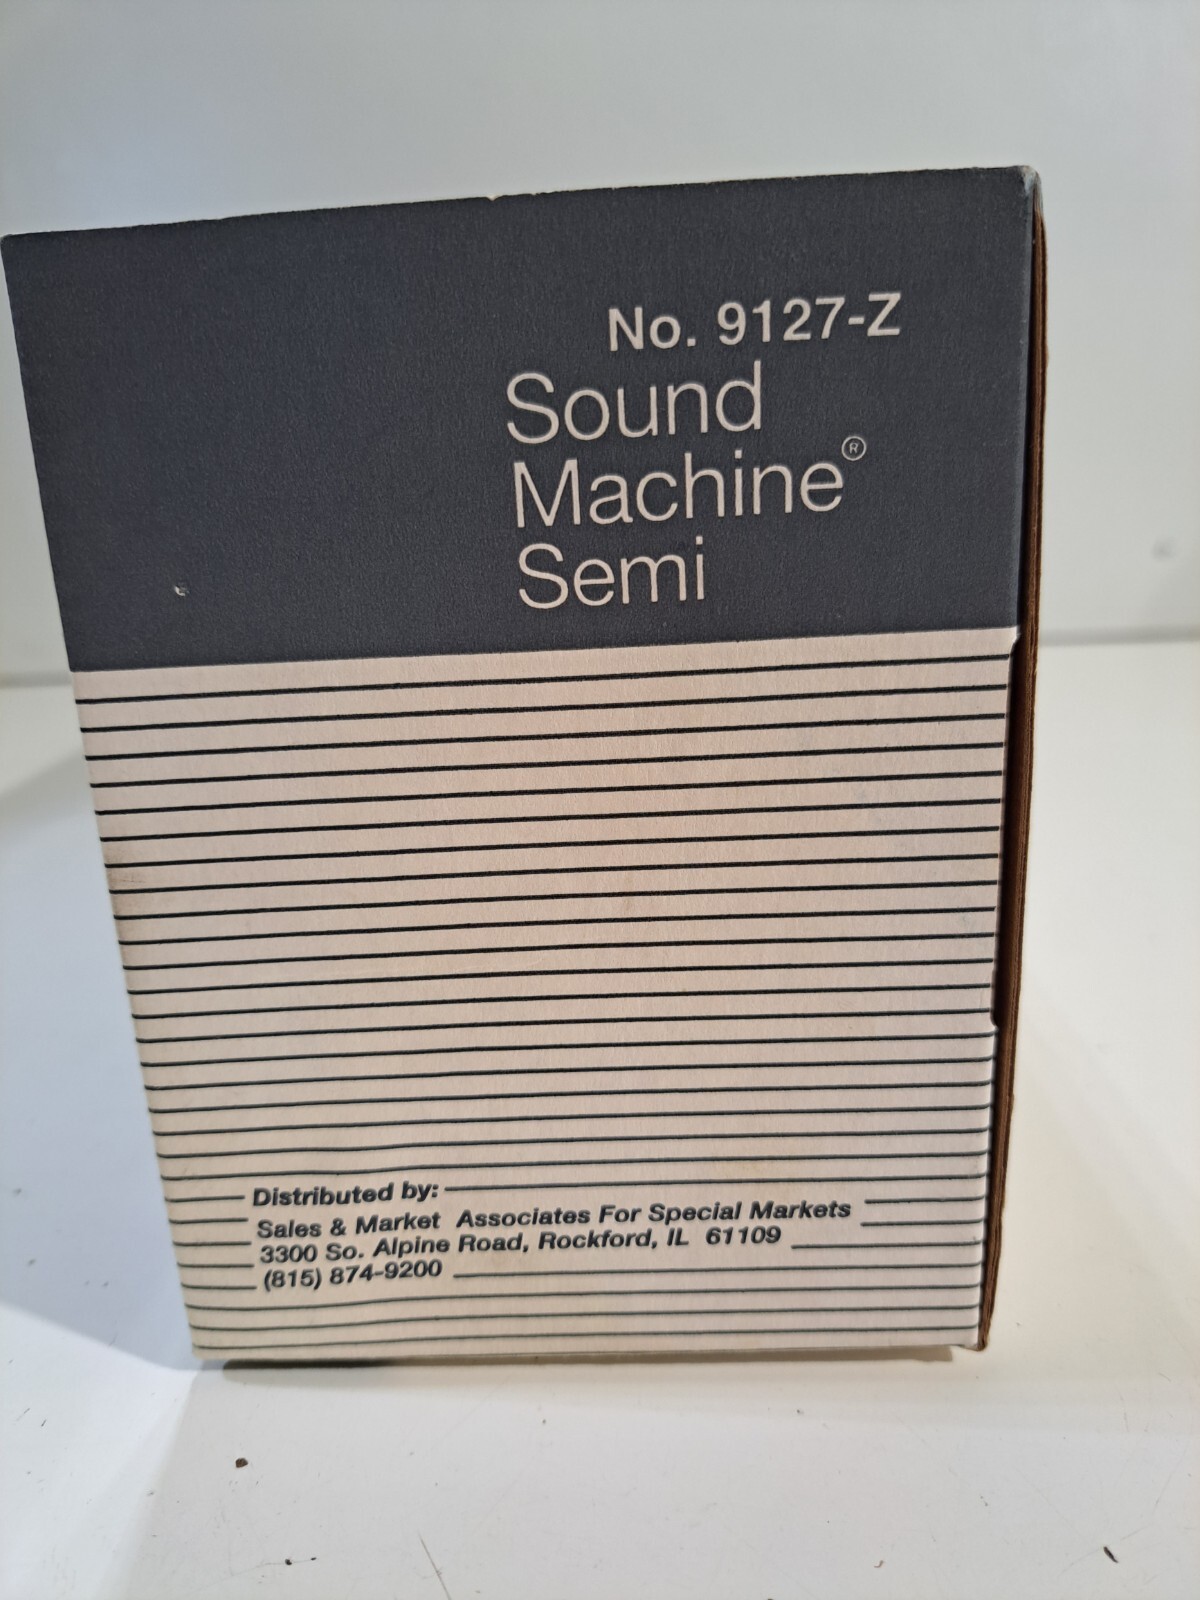 No. 9127-Z
Sound
Machine®
Semi
Distributed by:
Sales & Market Associates For Special Markets
3300 So. Alpine Road, Rockford, IL 61109
(815) 874-9200